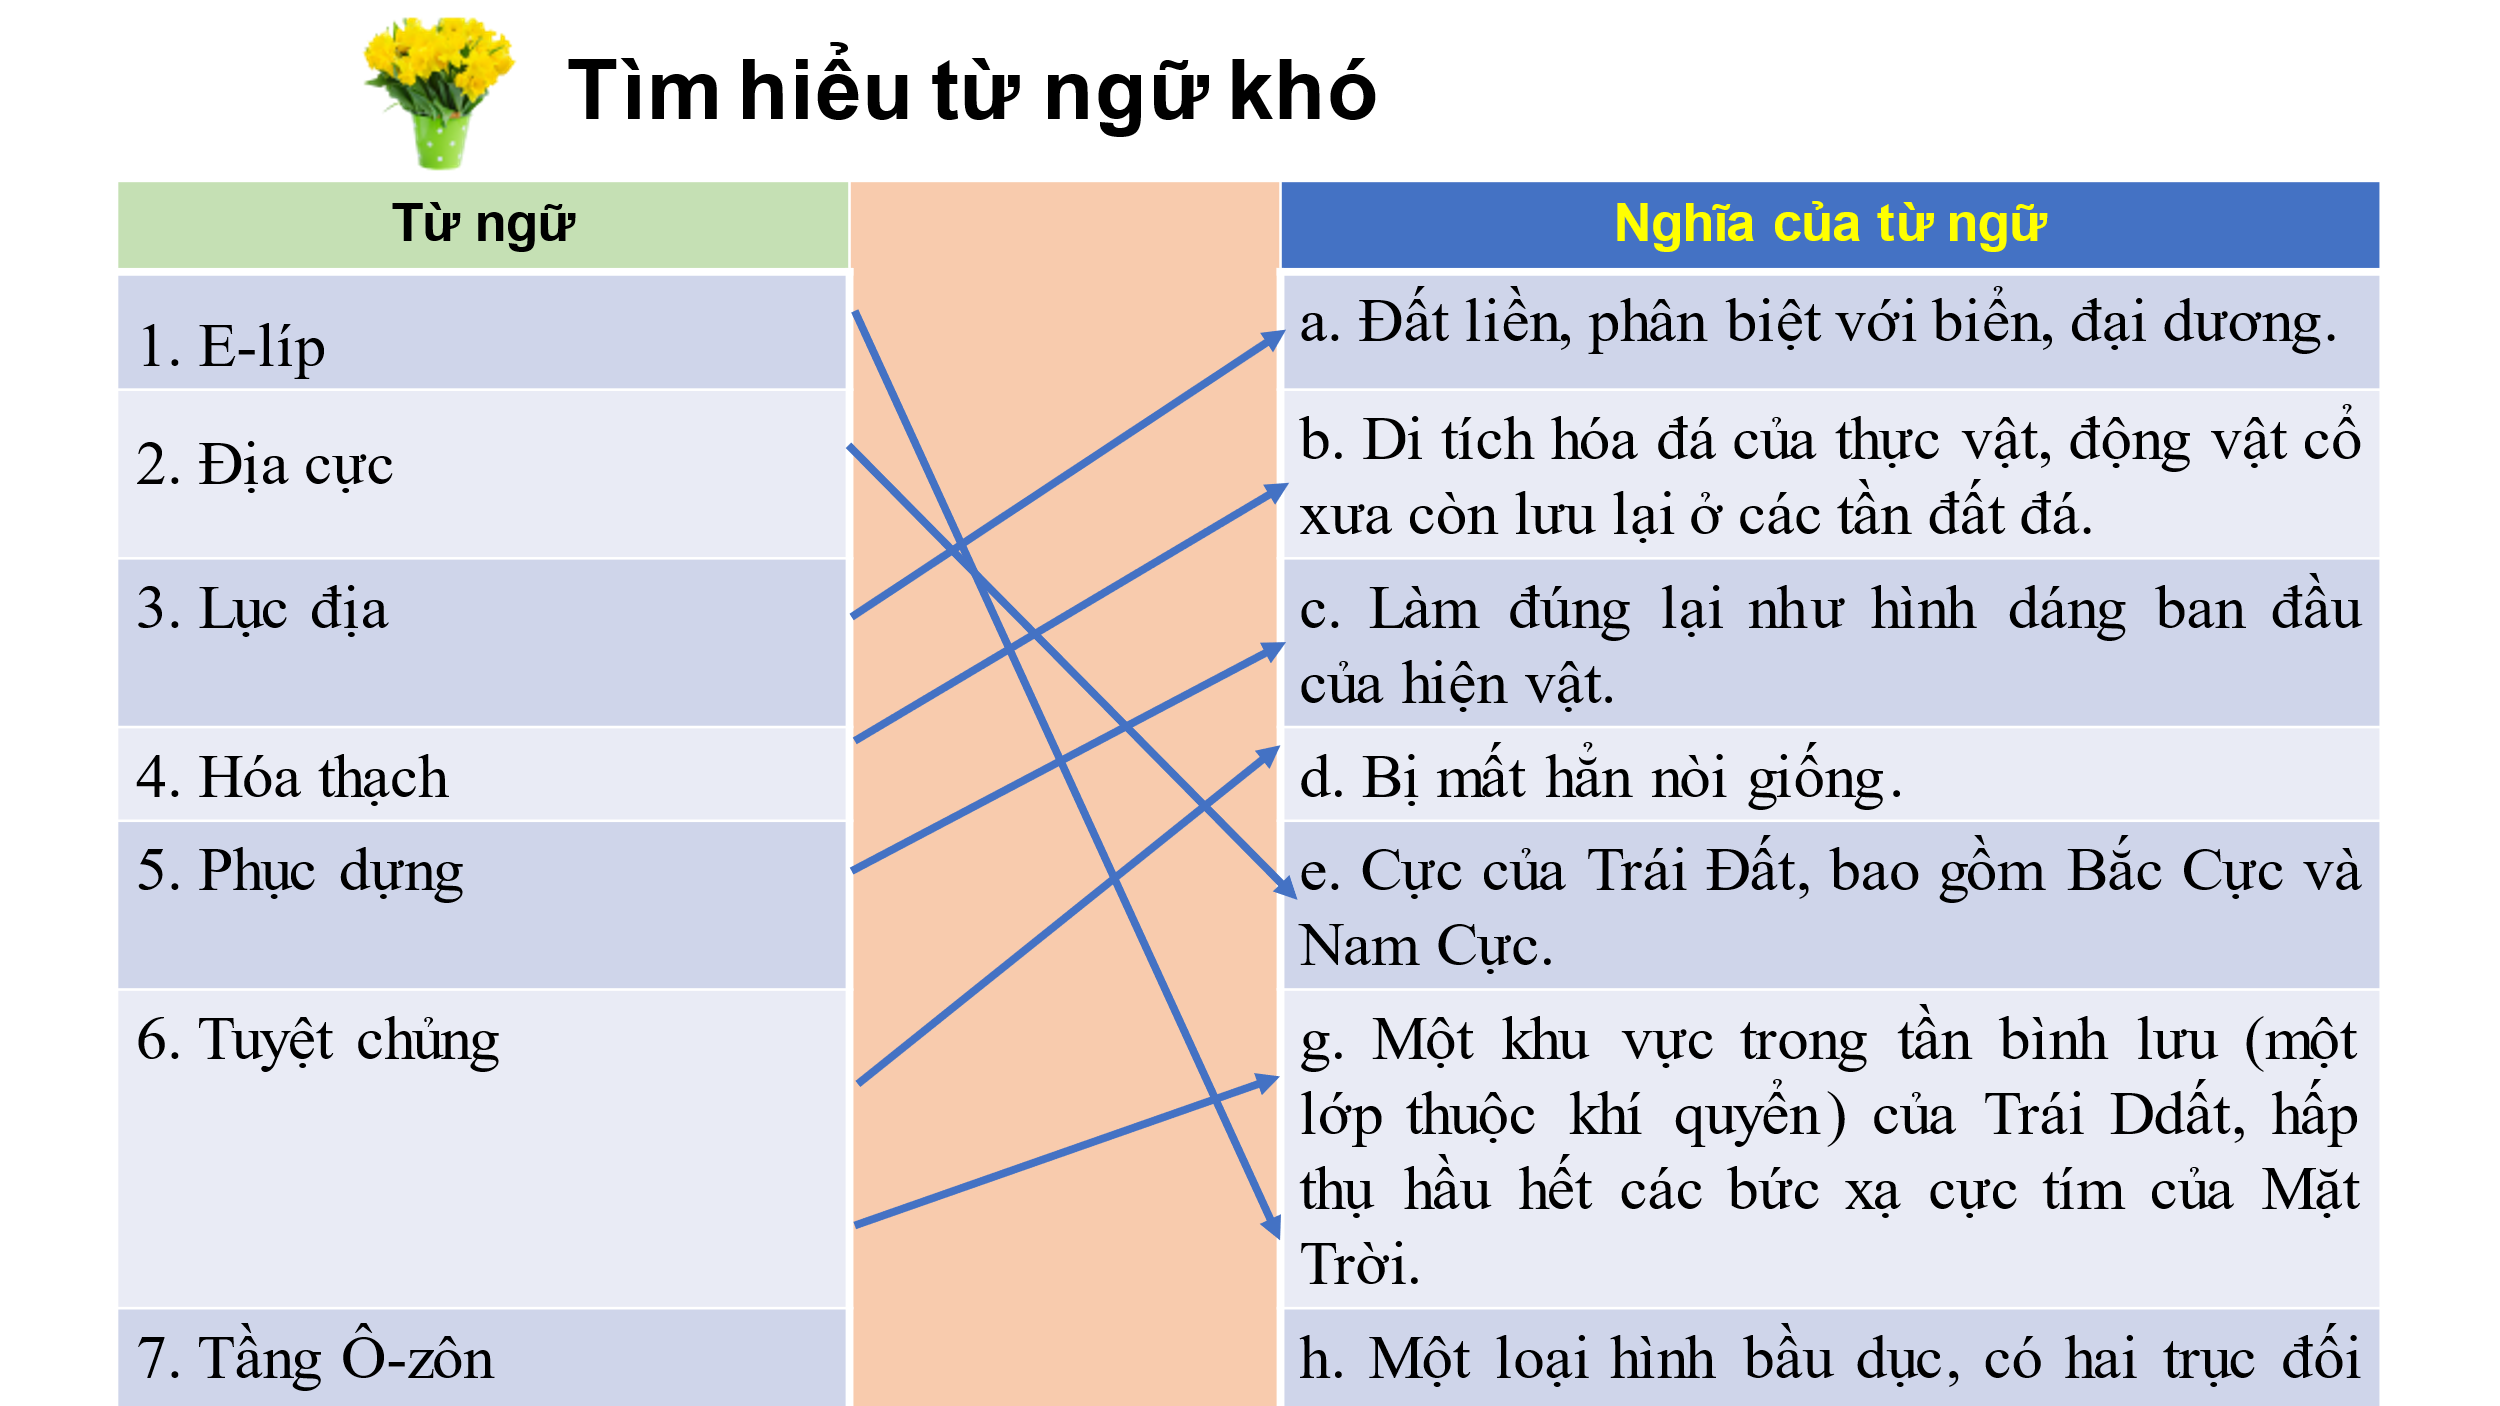 Tìm hiểu từ ngữ khó
Từ ngữ
Nghĩa của từ ngữ
1. E-líp
a. Đất liền, phân biệt với biển, đại dương.
2. Địa cực
b. Di tích hóa đá của thực vật, động vật cổ
xưa còn lưu lại ở các tần đất đá.
3. Lục địa
c. Làm đúng lại như hình dáng ban đầu
của hiện vật.
4. Hóa thạch
d. Bị mất hẳn nòi giống.
5. Phục dựng
e. Cực của Trái Đất, bao gồm Bắc Cực và
Nam Cực.
6. Tuyệt chủng
g. Một khu vực trong tần bình lưu (một
lớp thuộc khí quyển) của Trái Ddất, hấp
thụ hầu hết các bức xạ cực tím của Mặt
Trời.
7. Tầng Ô-zôn
h. Một loại hình bầu dục, có hai trục đối